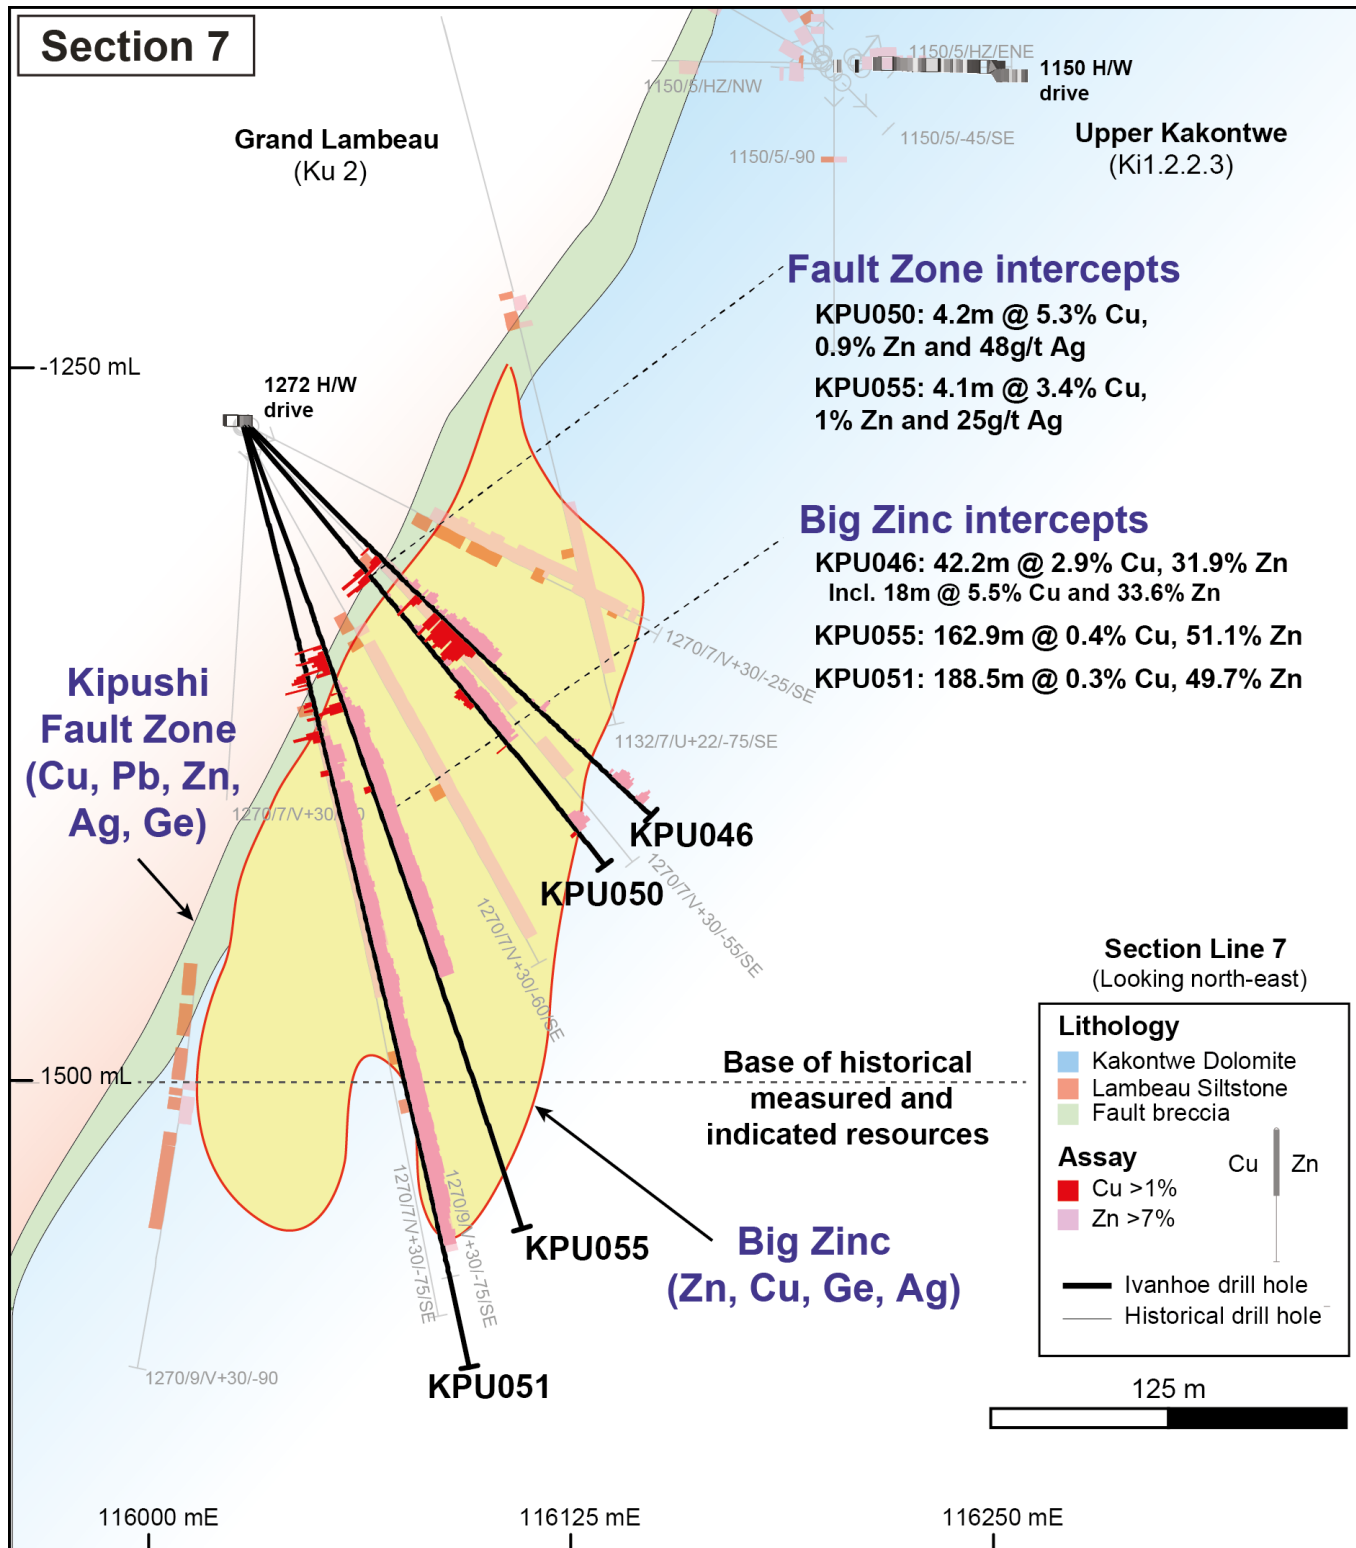 Section 7
1150/5/HZ/ENE
1150 H/W
drive
1150/5/HZ/NW
Grand Lambeau
(Ku 2)
1150/5/-45/SE
Upper Kakontwe
(Ki1.2.2.3)
1150/5/-90
Fault Zone intercepts
KPU050: 4.2m @ 5.3% Cu,
0.9% Zn and 48g/t Ag
KPU055: 4.1m @ 3.4% Cu,
1% Zn and 25g/t Ag
-1250 mL
1272 H/W
drive
Big Zinc intercepts
KPU046: 42.2m @ 2.9% Cu, 31.9% Zn
Incl. 18m @ 5.5% Cu and 33.6% Zn
KPU055: 162.9m @ 0.4% Cu, 51.1% Zn
KPU051: 188.5m @ 0.3% Cu, 49.7% Zn
1270/7/V+30/-25/SE
1132/7/U+22/-75/SE
Kipushi
Fault Zone
(Cu, Pb, Zn,
Ag, Ge)
KPU046
KPU050
1270/7/V+30/-55/SE
1270/7/V+30/-60/SE
Section Line 7
(Looking north-east)
Lithology
Kakontwe Dolomite
Lambeau Siltstone
Fault breccia
Assay
Cu >1%
Zn >7%
Cu
Zn
Ivanhoe drill hole
Historical drill hole
1500 mL
Base of historical
measured and
indicated resources
1270/7/V+30/-75/SE
1270/9/V+30/-75/SE
KPU055
Big Zinc
(Zn, Cu, Ge, Ag)
1270/9/V+30/-90
KPU051
125 m
116000 mE
116125 mE
116250 mE